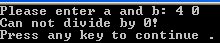 Please enter a and b: 4 0
Can not divide by 0!
Press any key to continue .